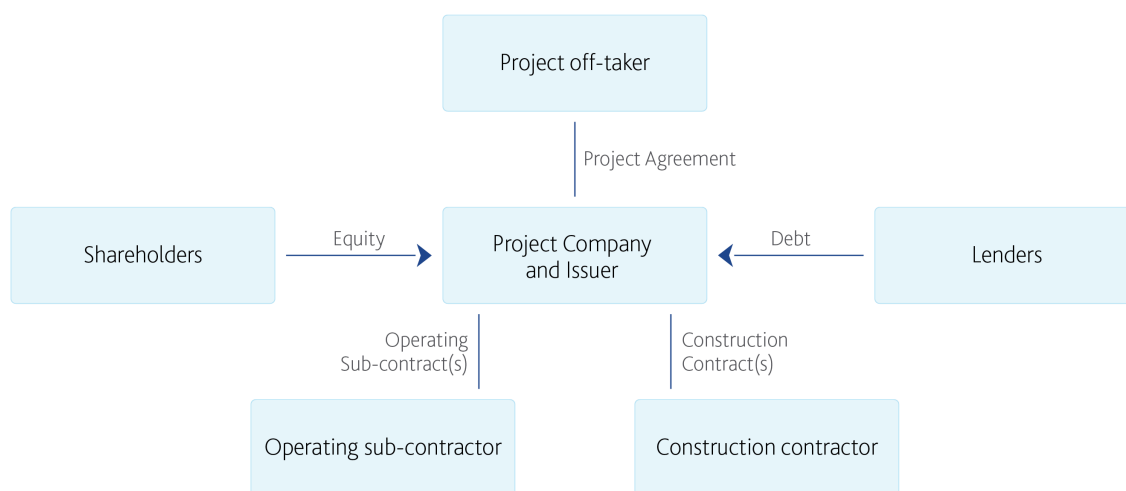 Project off-taker
Project Agreement
Shareholders
Equity
Project Company
and Issuer
Debt
Lenders
Operating
Sub-contract(s)
Construction
Contract(s)
Operating sub-contractor
Construction contractor